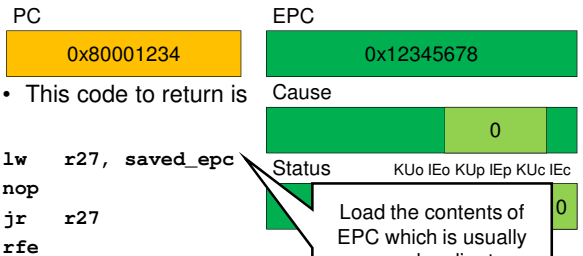 PC
EPC
0x80001234
0x12345678
• This code to return is
Cause
0
lw r27, saved_epc
Status
KUo IEo KUp IEp KUc IEc
nop
0
jr r27
rfe
Load the contents of
EPC which is usually